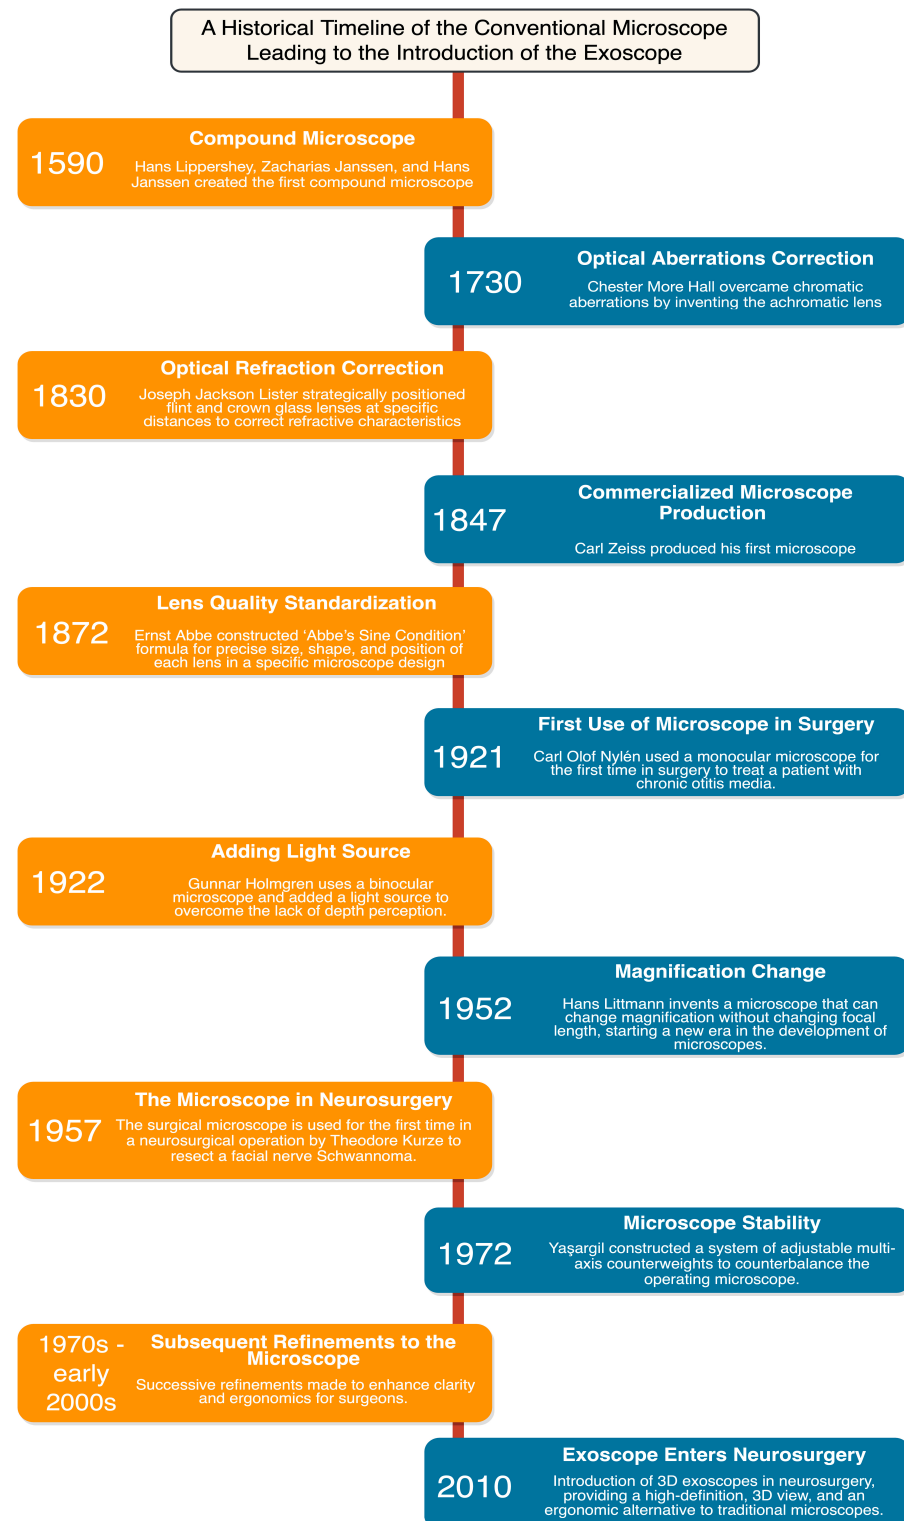 A Historical Timeline of the Conventional Microscope
Leading to the Introduction of the Exoscope
1590
Compound Microscope
Hans Lippershey, Zacharias Janssen, and Hans
Janssen created the first compound microscope
1730
Optical Aberrations Correction
Chester More Hall overcame chromatic
aberrations by inventing the achromatic lens
1830
Optical Refraction Correction
Joseph Jackson Lister strategically positioned
flint and crown glass lenses at specific
distances to correct refractive characteristics
1847
Commercialized Microscope
Production
Carl Zeiss produced his first microscope
1872
Lens Quality Standardization
Ernst Abbe constructed ‘Abbe’s Sine Condition’
formula for precise size, shape, and position of
each lens in a specific microscope design
1921
First Use of Microscope in Surgery
Carl Olof Nylén used a monocular microscope for
the first time in surgery to treat a patient with
chronic otitis media.
1922
Adding Light Source
Gunnar Holmgren uses a binocular
microscope and added a light source to
overcome the lack of depth perception.
1952
Magnification Change
Hans Littmann invents a microscope that can
change magnification without changing focal
length, starting a new era in the development of
microscopes.
1957
The Microscope in Neurosurgery
The surgical microscope is used for the first time in
a neurosurgical operation by Theodore Kurze to
resect a facial nerve Schwannoma.
1972
Microscope Stability
Yaşargil constructed a system of adjustable multi-
axis counterweights to counterbalance the
operating microscope.
1970s -
early
2000s
Subsequent Refinements to the
Microscope
Successive refinements made to enhance clarity
and ergonomics for surgeons.
2010
Exoscope Enters Neurosurgery
Introduction of 3D exoscopes in neurosurgery,
providing a high-definition, 3D view, and an
ergonomic alternative to traditional microscopes.